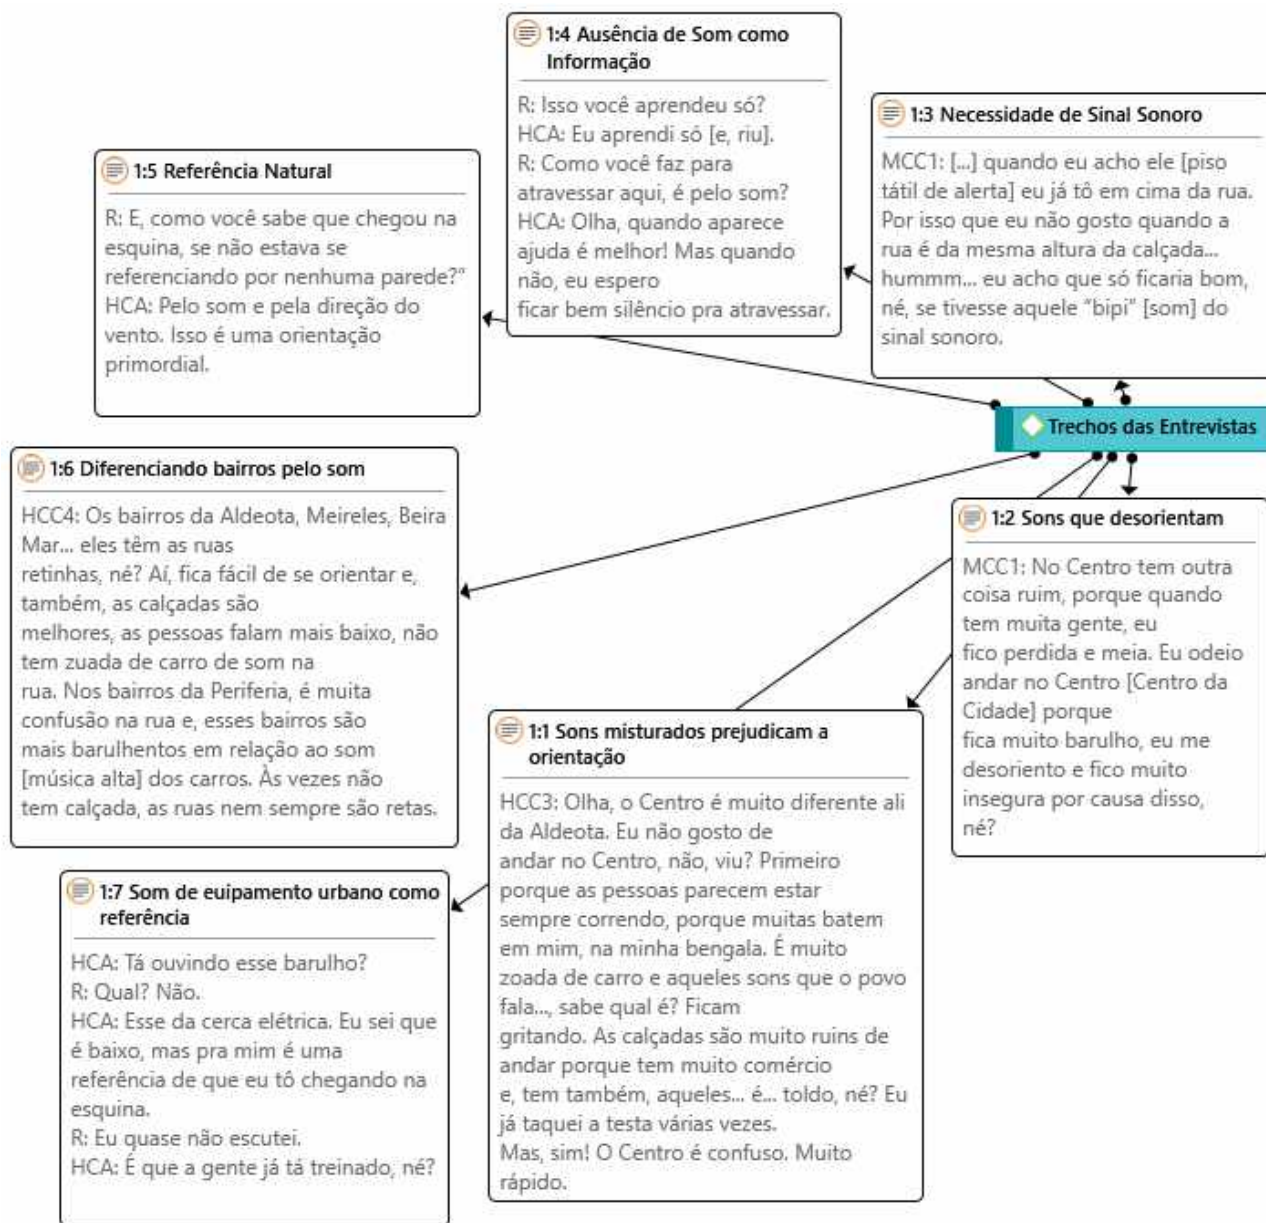 1:4 Ausência de Som como
Informação
R: Isso você aprendeu só?
HCA: Eu aprendi só [e, riu].
R: Como você faz para
atravessar aqui, é pelo som?
HCA: Olha, quando aparece
ajuda é melhor! Mas quando
não, eu espero
ficar bem silêncio pra atravessar.
1:3 Necessidade de Sinal Sonoro
MCC1: [...] quando eu acho ele [piso
tátil de alerta] eu já tô em cima da rua.
Por isso que eu não gosto quando a
rua é da mesma altura da calçada...
hummm... eu acho que só ficaria bom,
né, se tivesse aquele “bipi” [som] do
sinal sonoro.
1:5 Referência Natural
R: E, como você sabe que chegou na
esquina, se não estava se
referenciando por nenhuma parede?”
HCA: Pelo som e pela direção do
vento. Isso é uma orientação
primordial.
Trechos das Entrevistas
1:6 Diferenciando bairros pelo som
HCC4: Os bairros da Aldeota, Meireles, Beira
Mar... eles têm as ruas
retinhas, né? Aí, fica fácil de se orientar e,
também, as calçadas são
melhores, as pessoas falam mais baixo, não
tem zuada de carro de som na
rua. Nos bairros da Periferia, é muita
confusão na rua e, esses bairros são
mais barulhentos em relação ao som
[música alta] dos carros. Às vezes não
tem calçada, as ruas nem sempre são retas.
1:2 Sons que desorientam
MCC1: No Centro tem outra
coisa ruim, porque quando
tem muita gente, eu
fico perdida e meia. Eu odeio
andar no Centro [Centro da
Cidade] porque
fica muito barulho, eu me
desoriento e fico muito
insegura por causa disso,
né?
1:1 Sons misturados prejudicam a
orientação
HCC3: Olha, o Centro é muito diferente ali
da Aldeota. Eu não gosto de
andar no Centro, não, viu? Primeiro
porque as pessoas parecem estar
sempre correndo, porque muitas batem
em mim, na minha bengala. É muito
zoada de carro e aqueles sons que o povo
fala..., sabe qual é? Ficam
gritando. As calçadas são muito ruins de
andar porque tem muito comércio
e, tem também, aqueles... é... toldo, né? Eu
já taquei a testa várias vezes.
Mas, sim! O Centro é confuso. Muito
rápido.
1:7 Som de euipamento urbano como
referência
HCA: Tá ouvindo esse barulho?
R: Qual? Não.
HCA: Esse da cerca elétrica. Eu sei que
é baixo, mas pra mim é uma
referência de que eu tô chegando na
esquina.
R: Eu quase não escutei.
HCA: É que a gente já tá treinado, né?